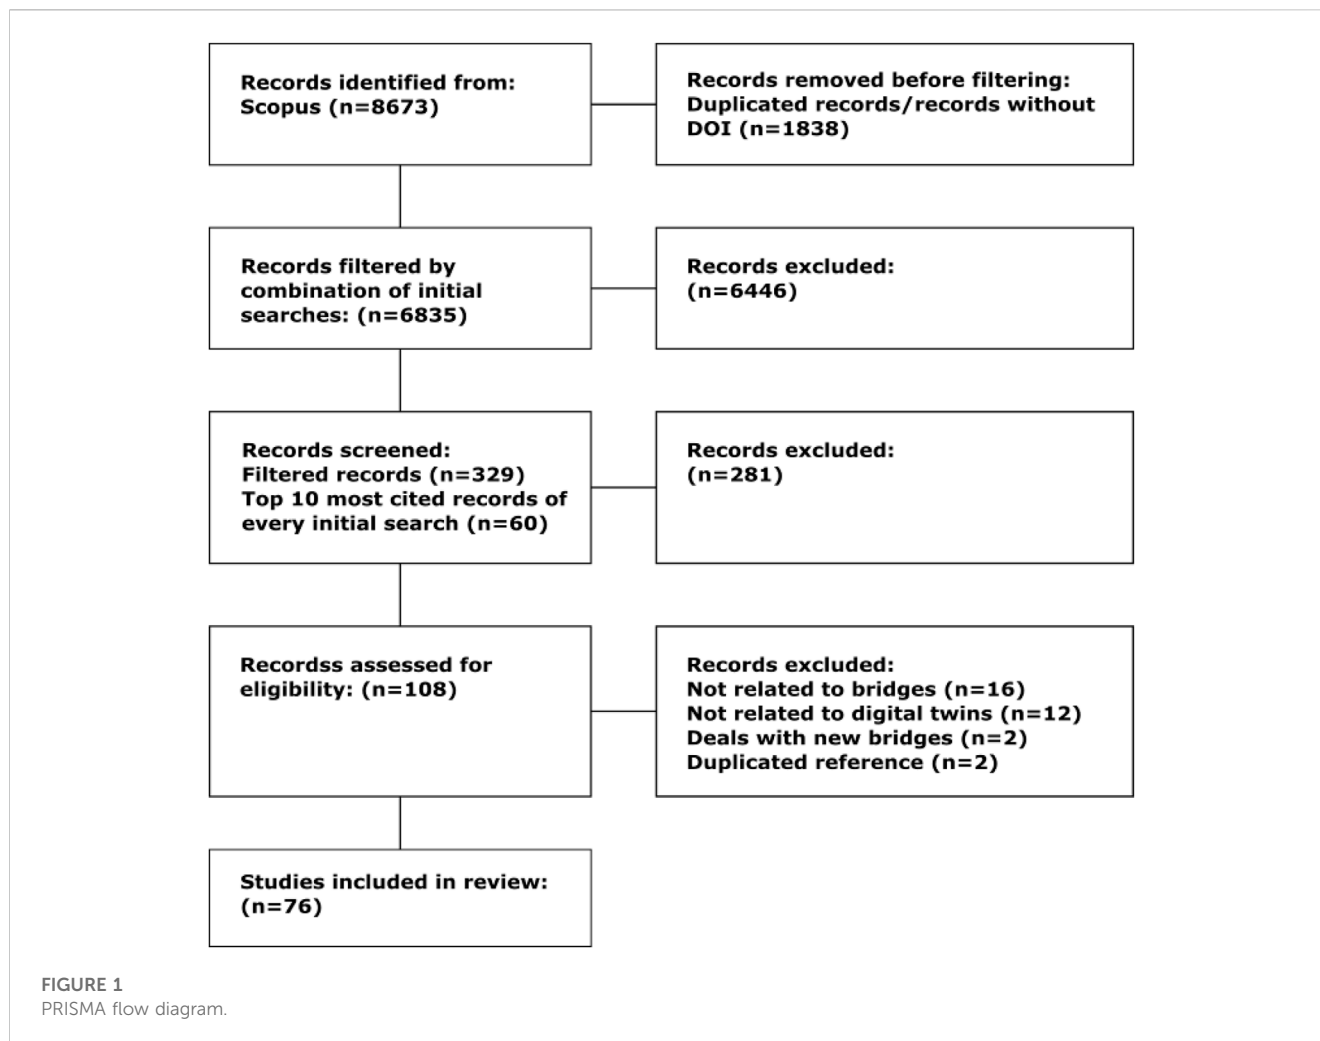 Records identified from:
Scopus (n=8673)
Records removed before filtering:
Duplicated records/records without
DOI (n=1838)
Records filtered by
combination of initial
searches: (n=6835)
Records excluded:
(n=6446)
Records screened:
Filtered records (n=329)
Top 10 most cited records of
every initial search (n=60)
Records excluded:
(n=281)
Recordss assessed for
eligibility: (n=108)
Records excluded:
Not related to bridges (n=16)
Not related to digital twins (n=12)
Deals with new bridges (n=2)
Duplicated reference (n=2)
Studies included in review:
(n=76)
FIGURE 1
PRISMA flow diagram.